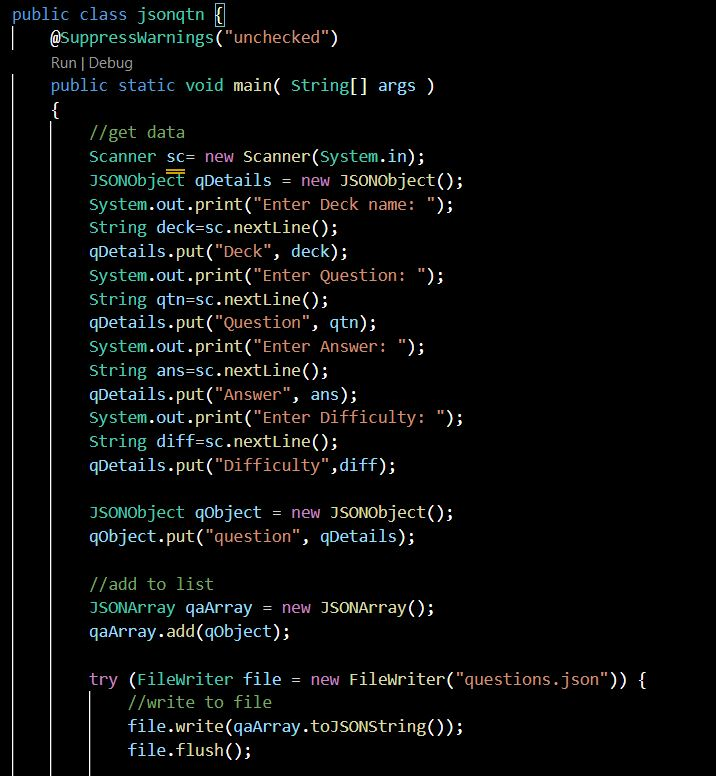 public class jsonqtn {
@SuppressWarnings("unchecked")
Run | Debug
public static void main( String[] args )
{
//get data
Scanner sc= new Scanner(System.in);
JSONObject qDetails = new JSONObject();
System.out.print("Enter Deck name: ");
String deck=sc.nextLine();
qDetails.put("Deck", deck);
System.out.print("Enter Question: ");
String qtn=sc.nextLine();
qDetails.put("Question", qtn);
System.out.print("Enter Answer: ");
String ans=sc.nextLine();
qDetails.put("Answer", ans);
System.out.print("Enter Difficulty: ");
String diff=sc.nextLine();
qDetails.put("Difficulty",diff);
JSONObject qObject = new JSONObject();
qObject.put("question", qDetails);
//add to list
JSONArray qaArray = new JSONArray();
qaArray.add(qObject);
try (FileWriter file = new FileWriter("questions.json")) {
//write to file
file.write(qaArray.toJSONString());
file.flush();